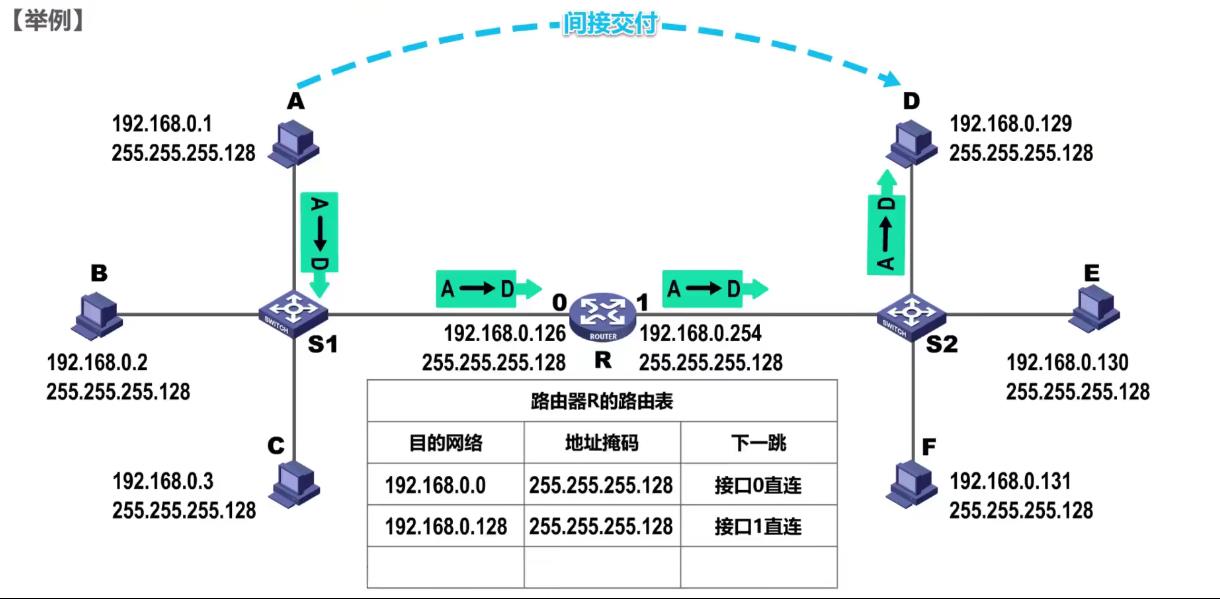 【举例】
间接交付
A
192.168.0.1
255.255.255.128
D
192.168.0.129
255.255.255.128
A→D
A→D
B
192.168.0.2
255.255.255.128
SWITCH
S1
A→D
0
192.168.0.126
255.255.255.128
ROUTER
R
1
A→D
192.168.0.254
255.255.255.128
SWITCH
S2
E
192.168.0.130
255.255.255.128
C
192.168.0.3
255.255.255.128
F
192.168.0.131
255.255.255.128
路由器R的路由表
目的网络 地址掩码 下一跳
192.168.0.0 255.255.255.128 接口0直连
192.168.0.128 255.255.255.128 接口1直连